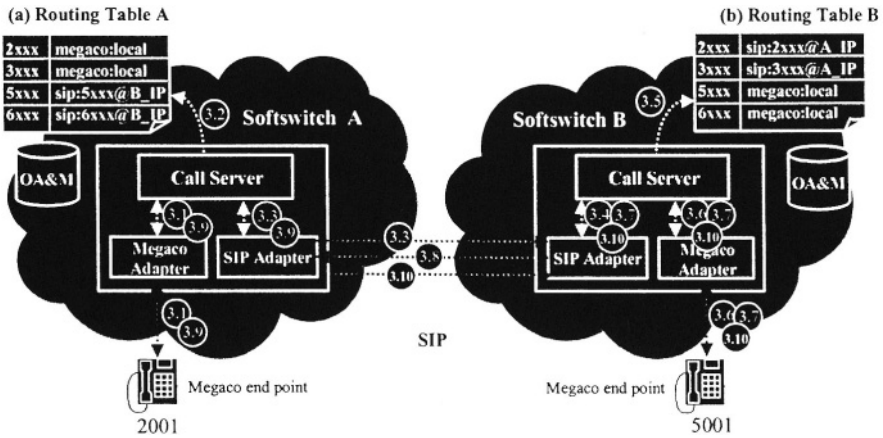 (a) Routing Table A
2xxx megaco:local
3xxx megaco:local
5xxx sip:5xxx@B_IP
6xxx sip:6xxx@B_IP
(b) Routing Table B
2xxx sip:2xxx@A_IP
3xxx sip:3xxx@A_IP
5xxx megaco:local
6xxx megaco:local
3.2
3.5
Softswitch A
Softswitch B
OA&M
OA&M
Call Server
Call Server
3.1
3.9
3.3
3.9
3.4
3.7
3.10
3.6
3.7
3.10
Megaco
Adapter
SIP Adapter
3.3
3.8
3.10
SIP Adapter
Megaco
Adapter
3.1
3.9
3.6
3.7
3.10
SIP
Megaco end point
Megaco end point
2001
5001